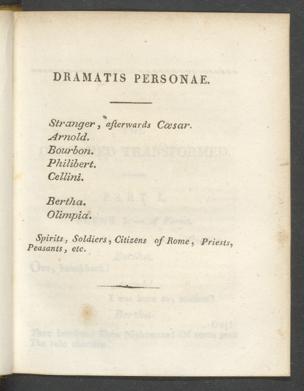 DRAMATIS PERSONAE.
Stranger, afterwards Cæsar.
Arnold.
Bourbon.
Philibert.
Cellini.
Bertha.
Olimpia.
Spirits, Soldiers, Citizens of Rome, Priests,
Peasants, etc.